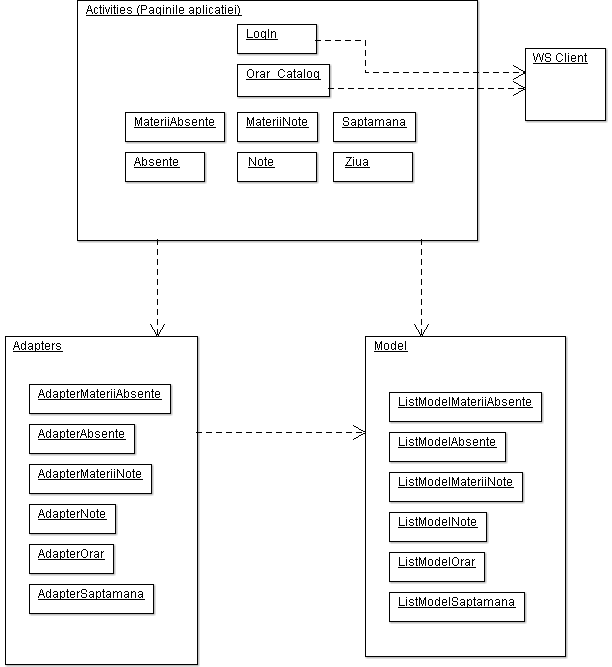 Activities (Paginile aplicatiei)
LogIn
WS Client
Orar_Catalog
MateriiAbsente
MateriiNote
Saptamana
Absente
Note
Ziua
Adapters
AdapterMateriiAbsente
AdapterAbsente
AdapterMateriiNote
AdapterNote
AdapterOrar
AdapterSaptamana
Model
ListModelMateriiAbsente
ListModelAbsente
ListModelMateriiNote
ListModelNote
ListModelOrar
ListModelSaptamana